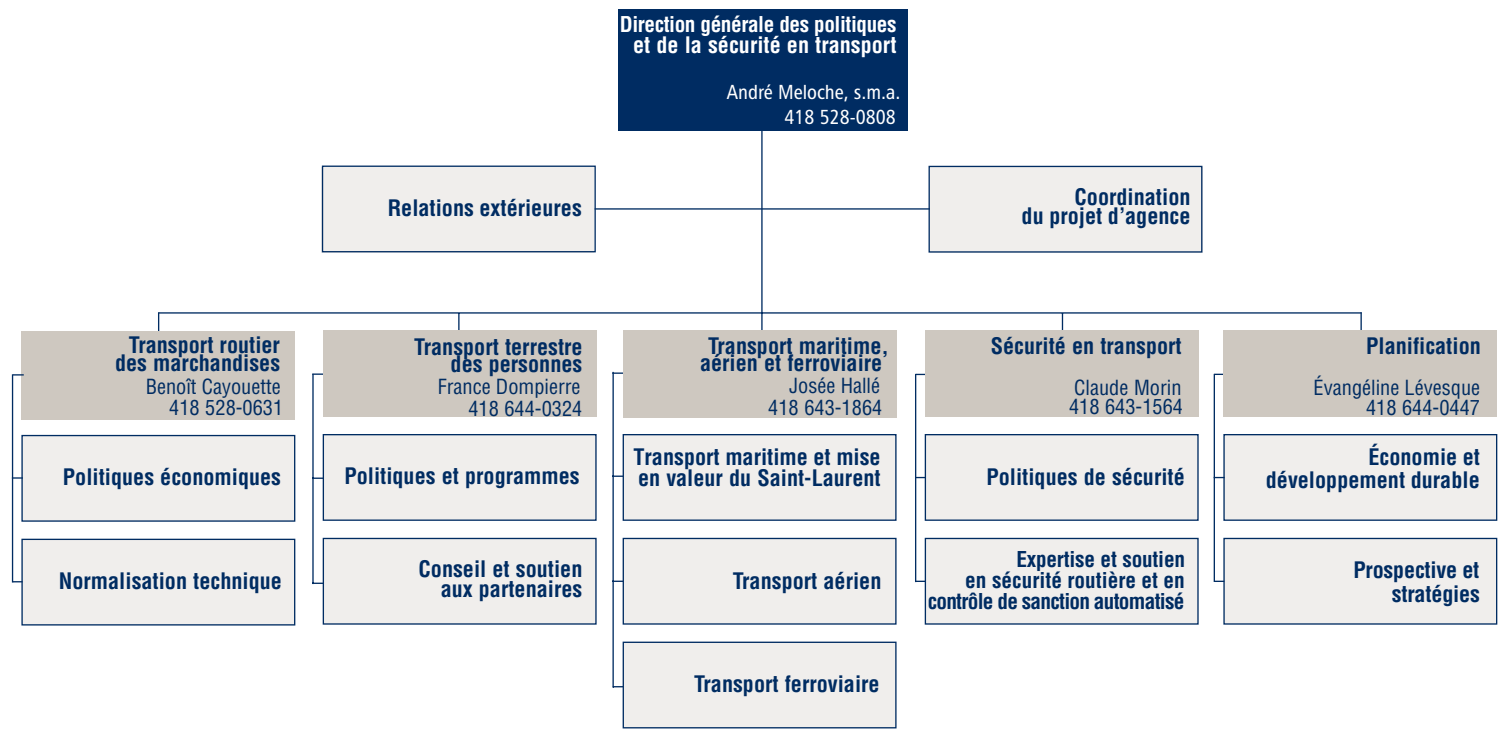 Direction générale des politiques
et de la sécurité en transport
André Meloche, s.m.a.
418 528-0808
Relations extérieures
Coordination
du projet d'agence
Transport routier
des marchandises
Benoît Cayouette
418 528-0631
Politiques économiques
Normalisation technique
Transport terrestre
des personnes
France Dompierre
418 644-0324
Politiques et programmes
Conseil et soutien
aux partenaires
Transport maritime,
aérien et ferroviaire
Josée Hallé
418 643-1864
Transport maritime et mise
en valeur du Saint-Laurent
Transport aérien
Transport ferroviaire
Sécurité en transport
Claude Morin
418 643-1564
Politiques de sécurité
Expertise et soutien
en sécurité routière et en
contrôle de sanction automatisé
Planification
Évangéline Lévesque
418 644-0447
Économie et
développement durable
Prospective et
stratégies